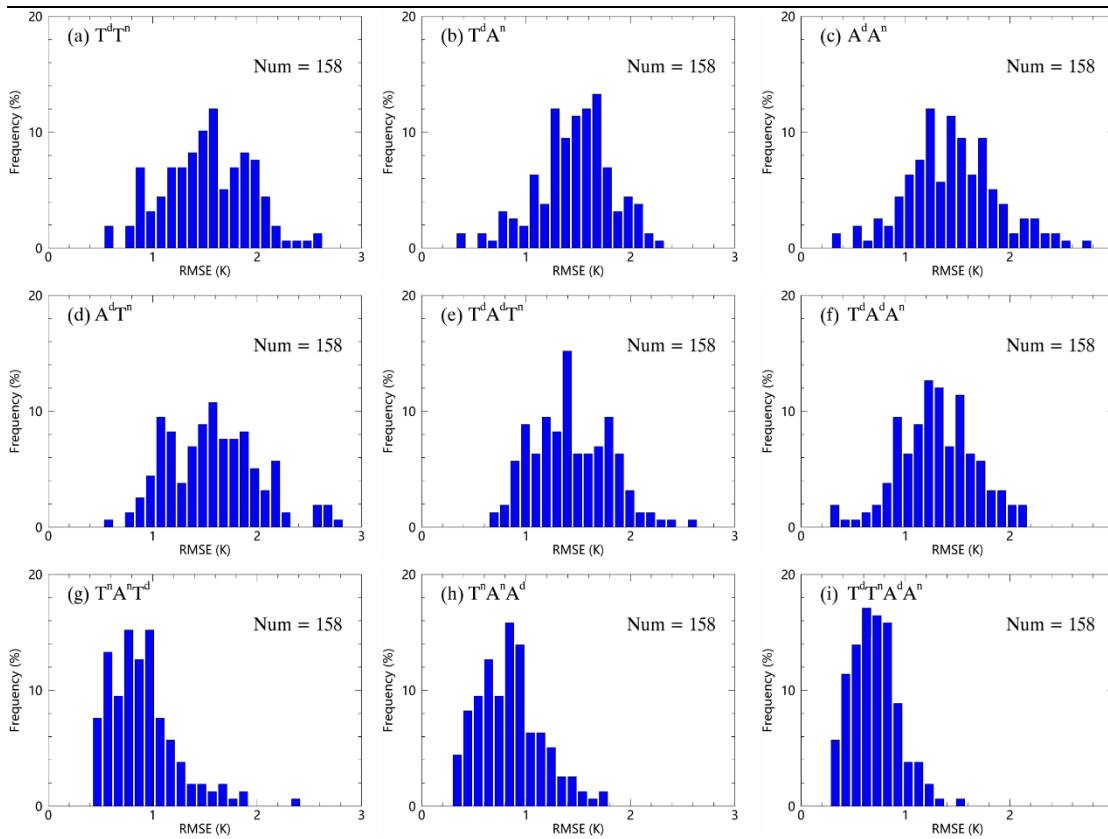 20
(a) TᵈTⁿ
Num = 158
Frequency (%)
10
0
0 1 2 3
RMSE (K)
20
(b) TᵈAⁿ
Num = 158
Frequency (%)
10
0
0 1 2 3
RMSE (K)
20
(c) AᵈAⁿ
Num = 158
Frequency (%)
10
0
0 1 2
RMSE (K)
20
(d) AᵈTⁿ
Num = 158
Frequency (%)
10
0
0 1 2 3
RMSE (K)
20
(e) TᵈAᵈTⁿ
Num = 158
Frequency (%)
10
0
0 1 2 3
RMSE (K)
20
(f) TᵈAᵈAⁿ
Num = 158
Frequency (%)
10
0
0 1 2
RMSE (K)
20
(g) TⁿAⁿTᵈ
Num = 158
Frequency (%)
10
0
0 1 2 3
RMSE (K)
20
(h) TⁿAⁿAᵈ
Num = 158
Frequency (%)
10
0
0 1 2 3
RMSE (K)
20
(i) TᵈTⁿAᵈAⁿ
Num = 158
Frequency (%)
10
0
0 1 2
RMSE (K)